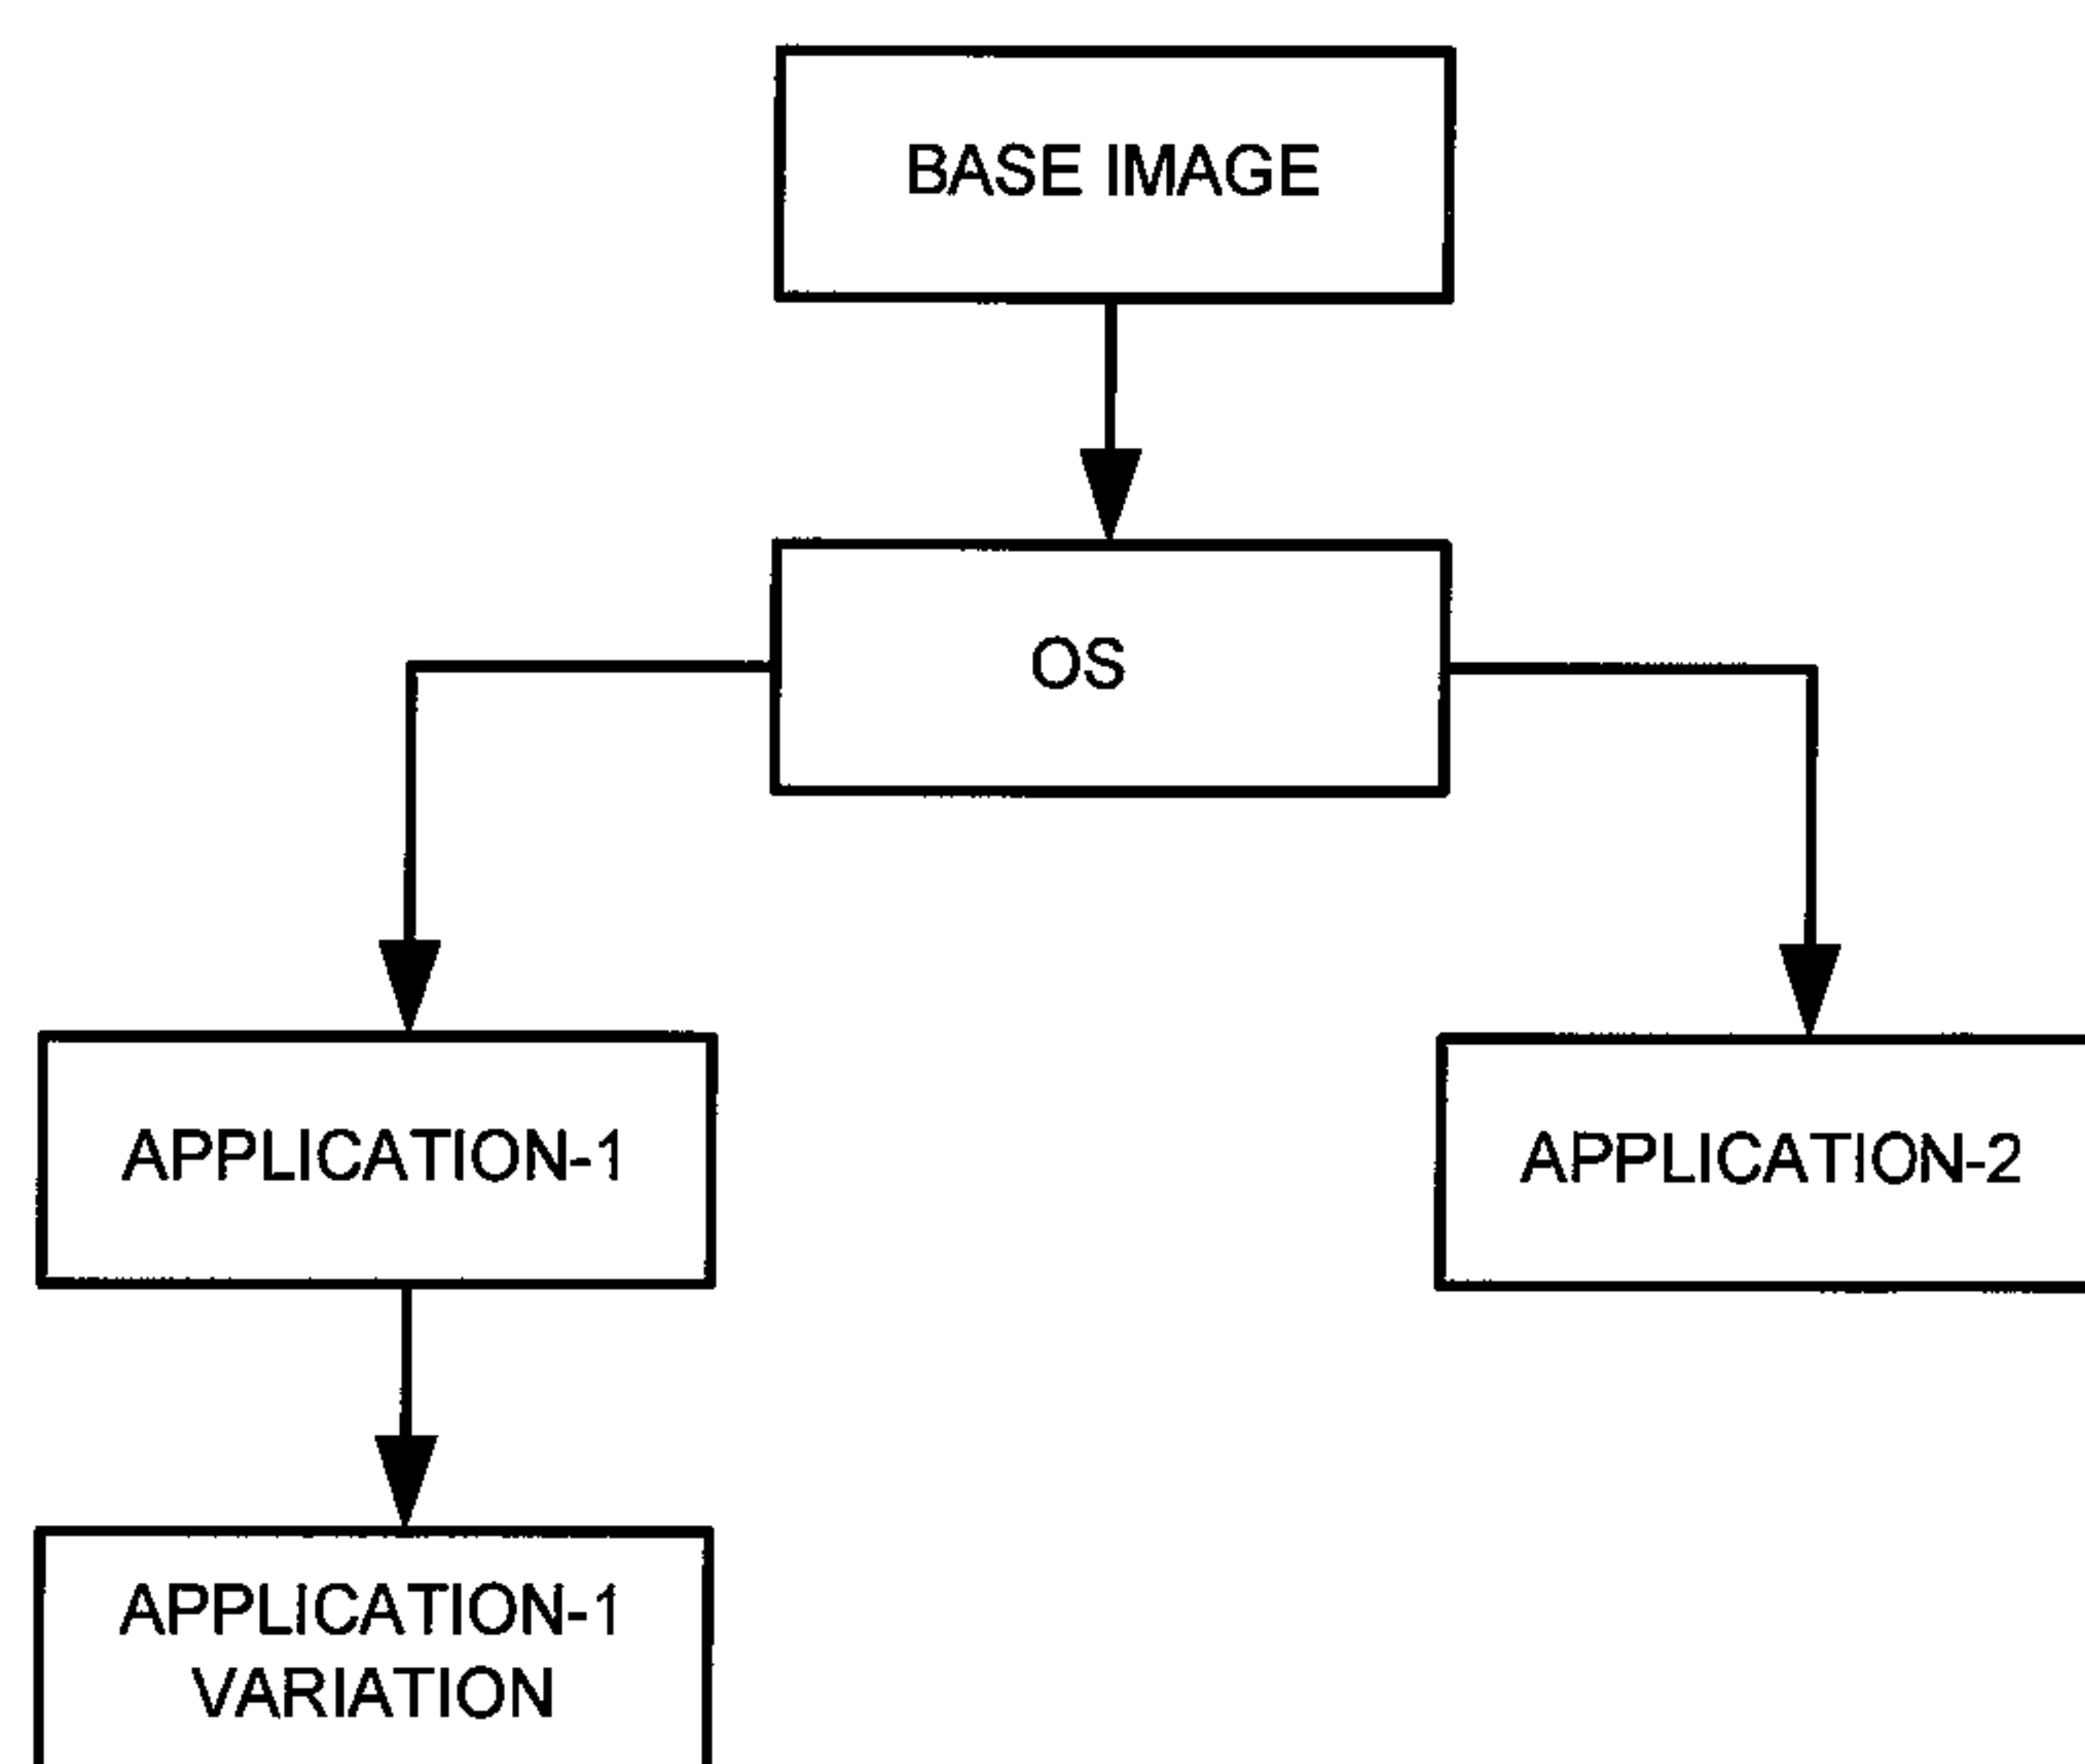 BASE IMAGE
OS
APPLICATION-1
APPLICATION-2
APPLICATION-1
VARIATION